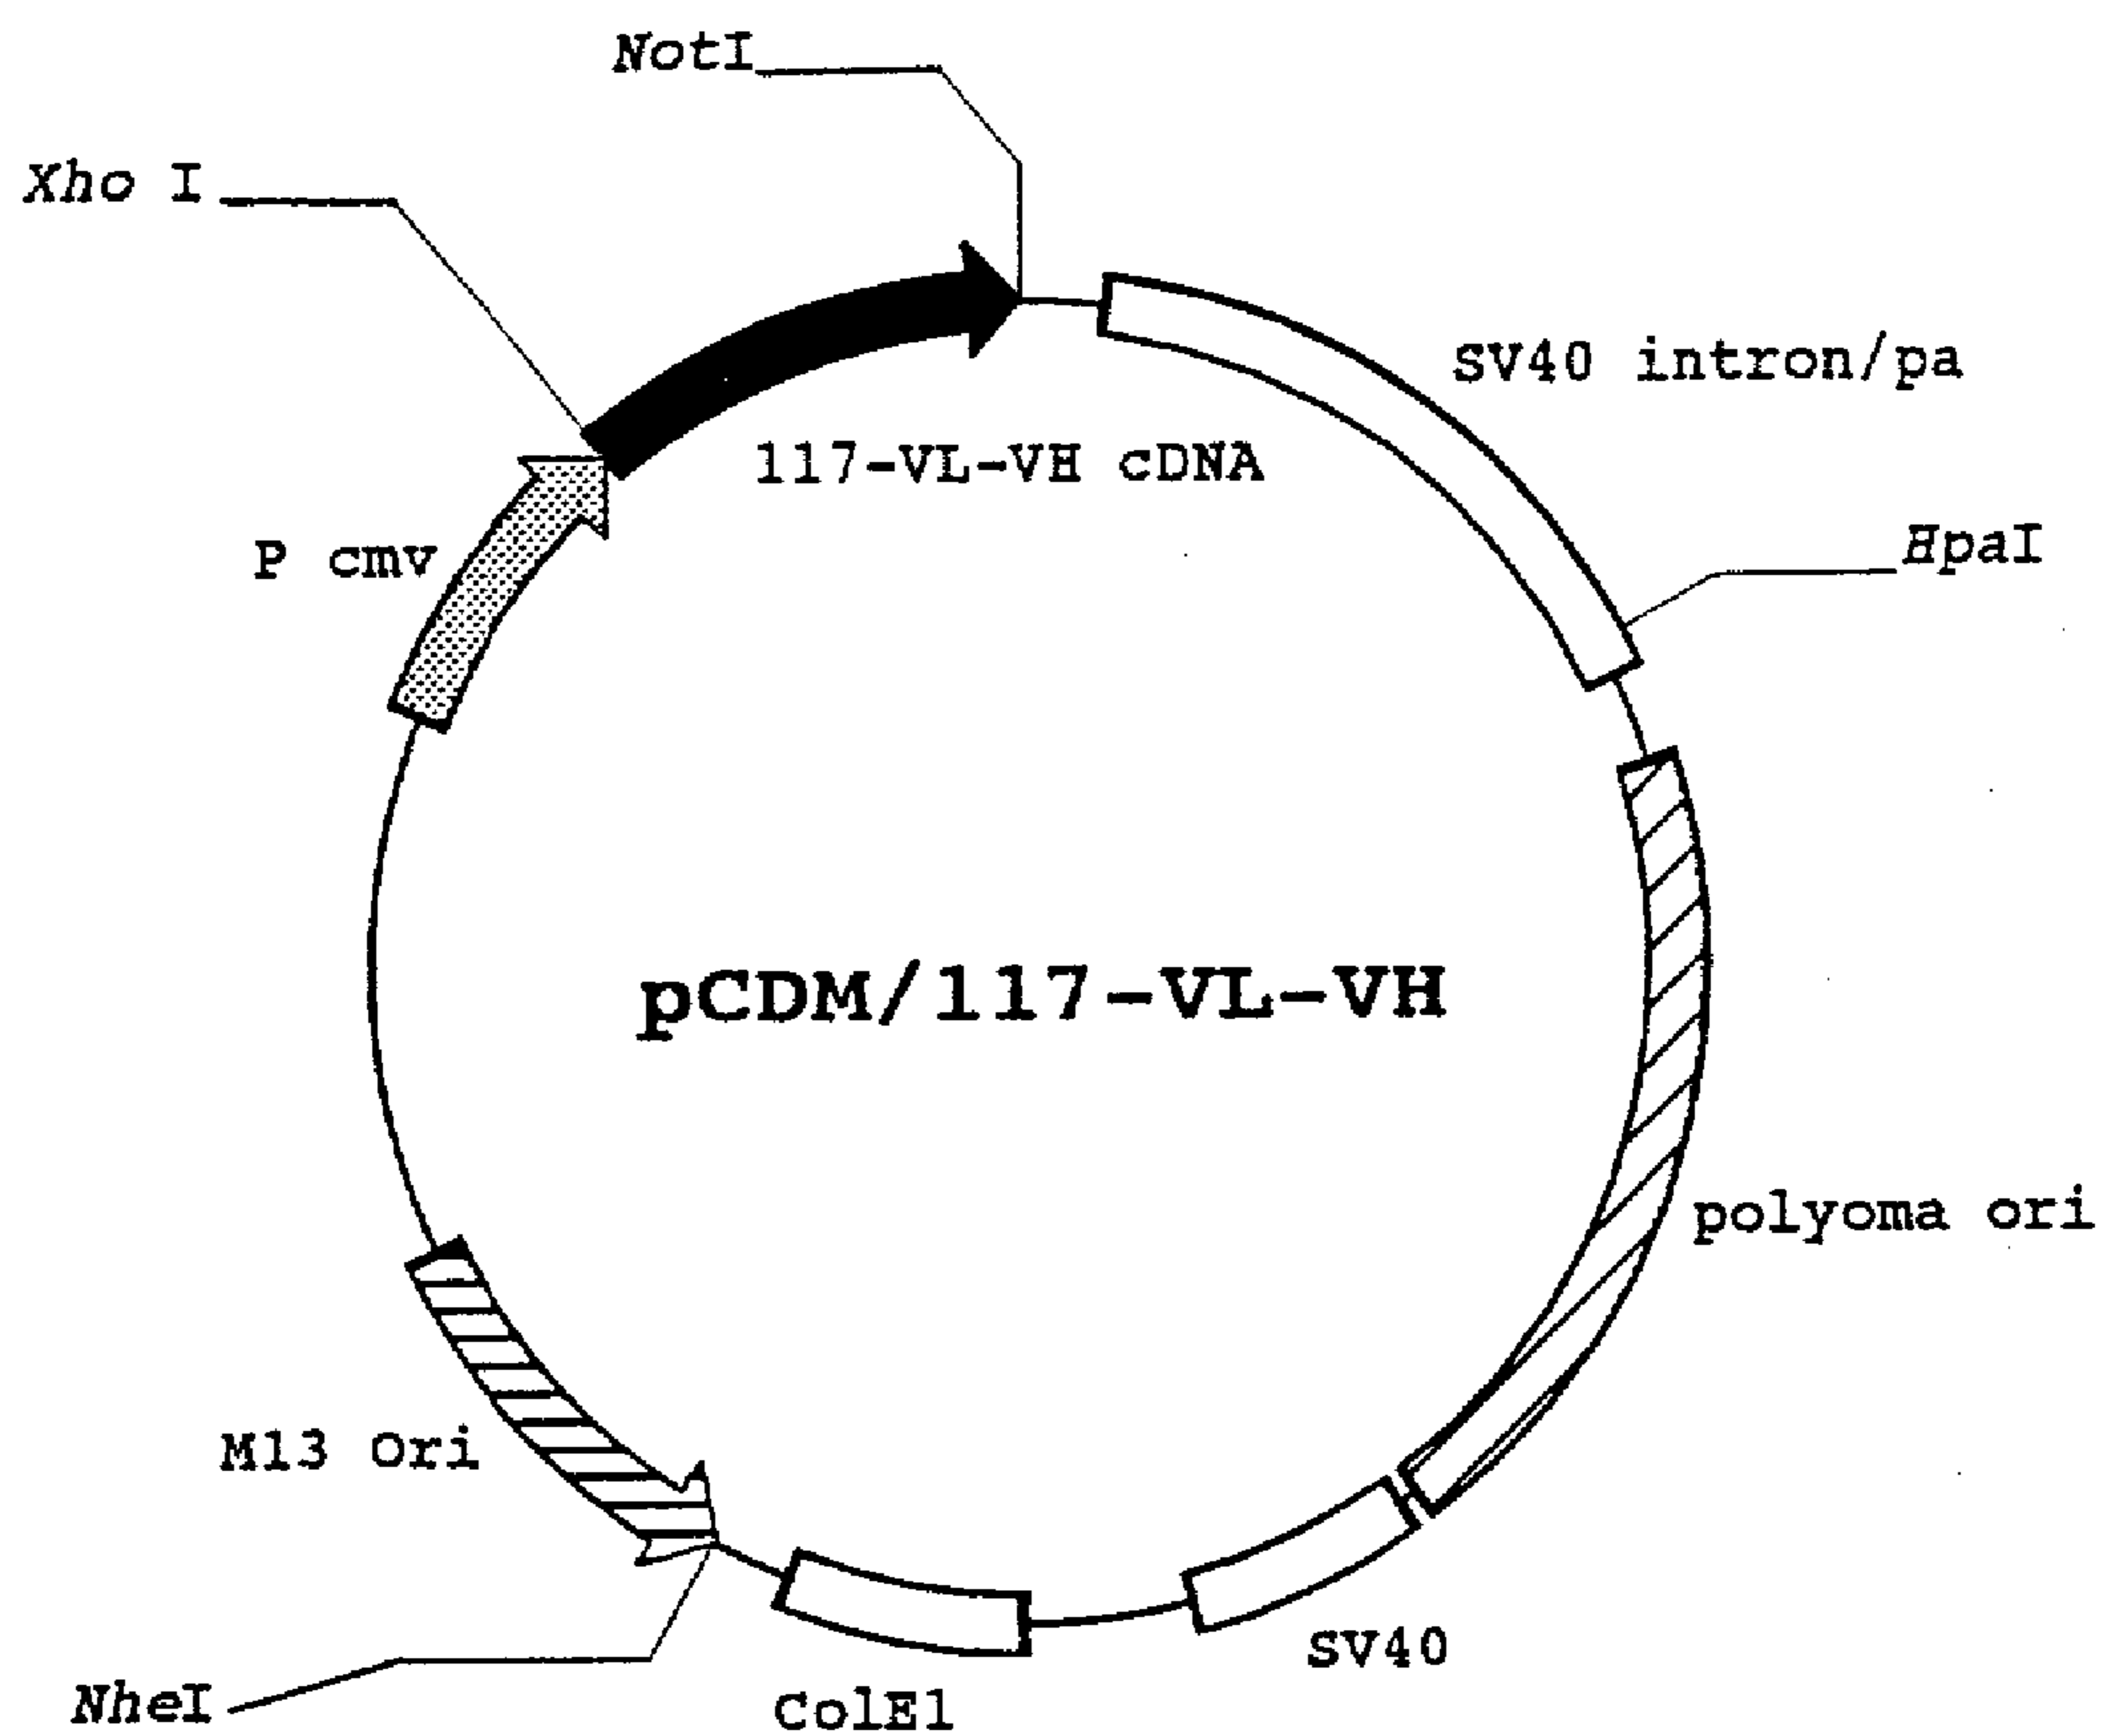 NotI
Xho I
SV40 intron/pa
117-VL-VH cDNA
HpaI
P cmv
pCDM/117-VL-VH
polyoma ori
M13 Ori
SV40
NheI
ColE1